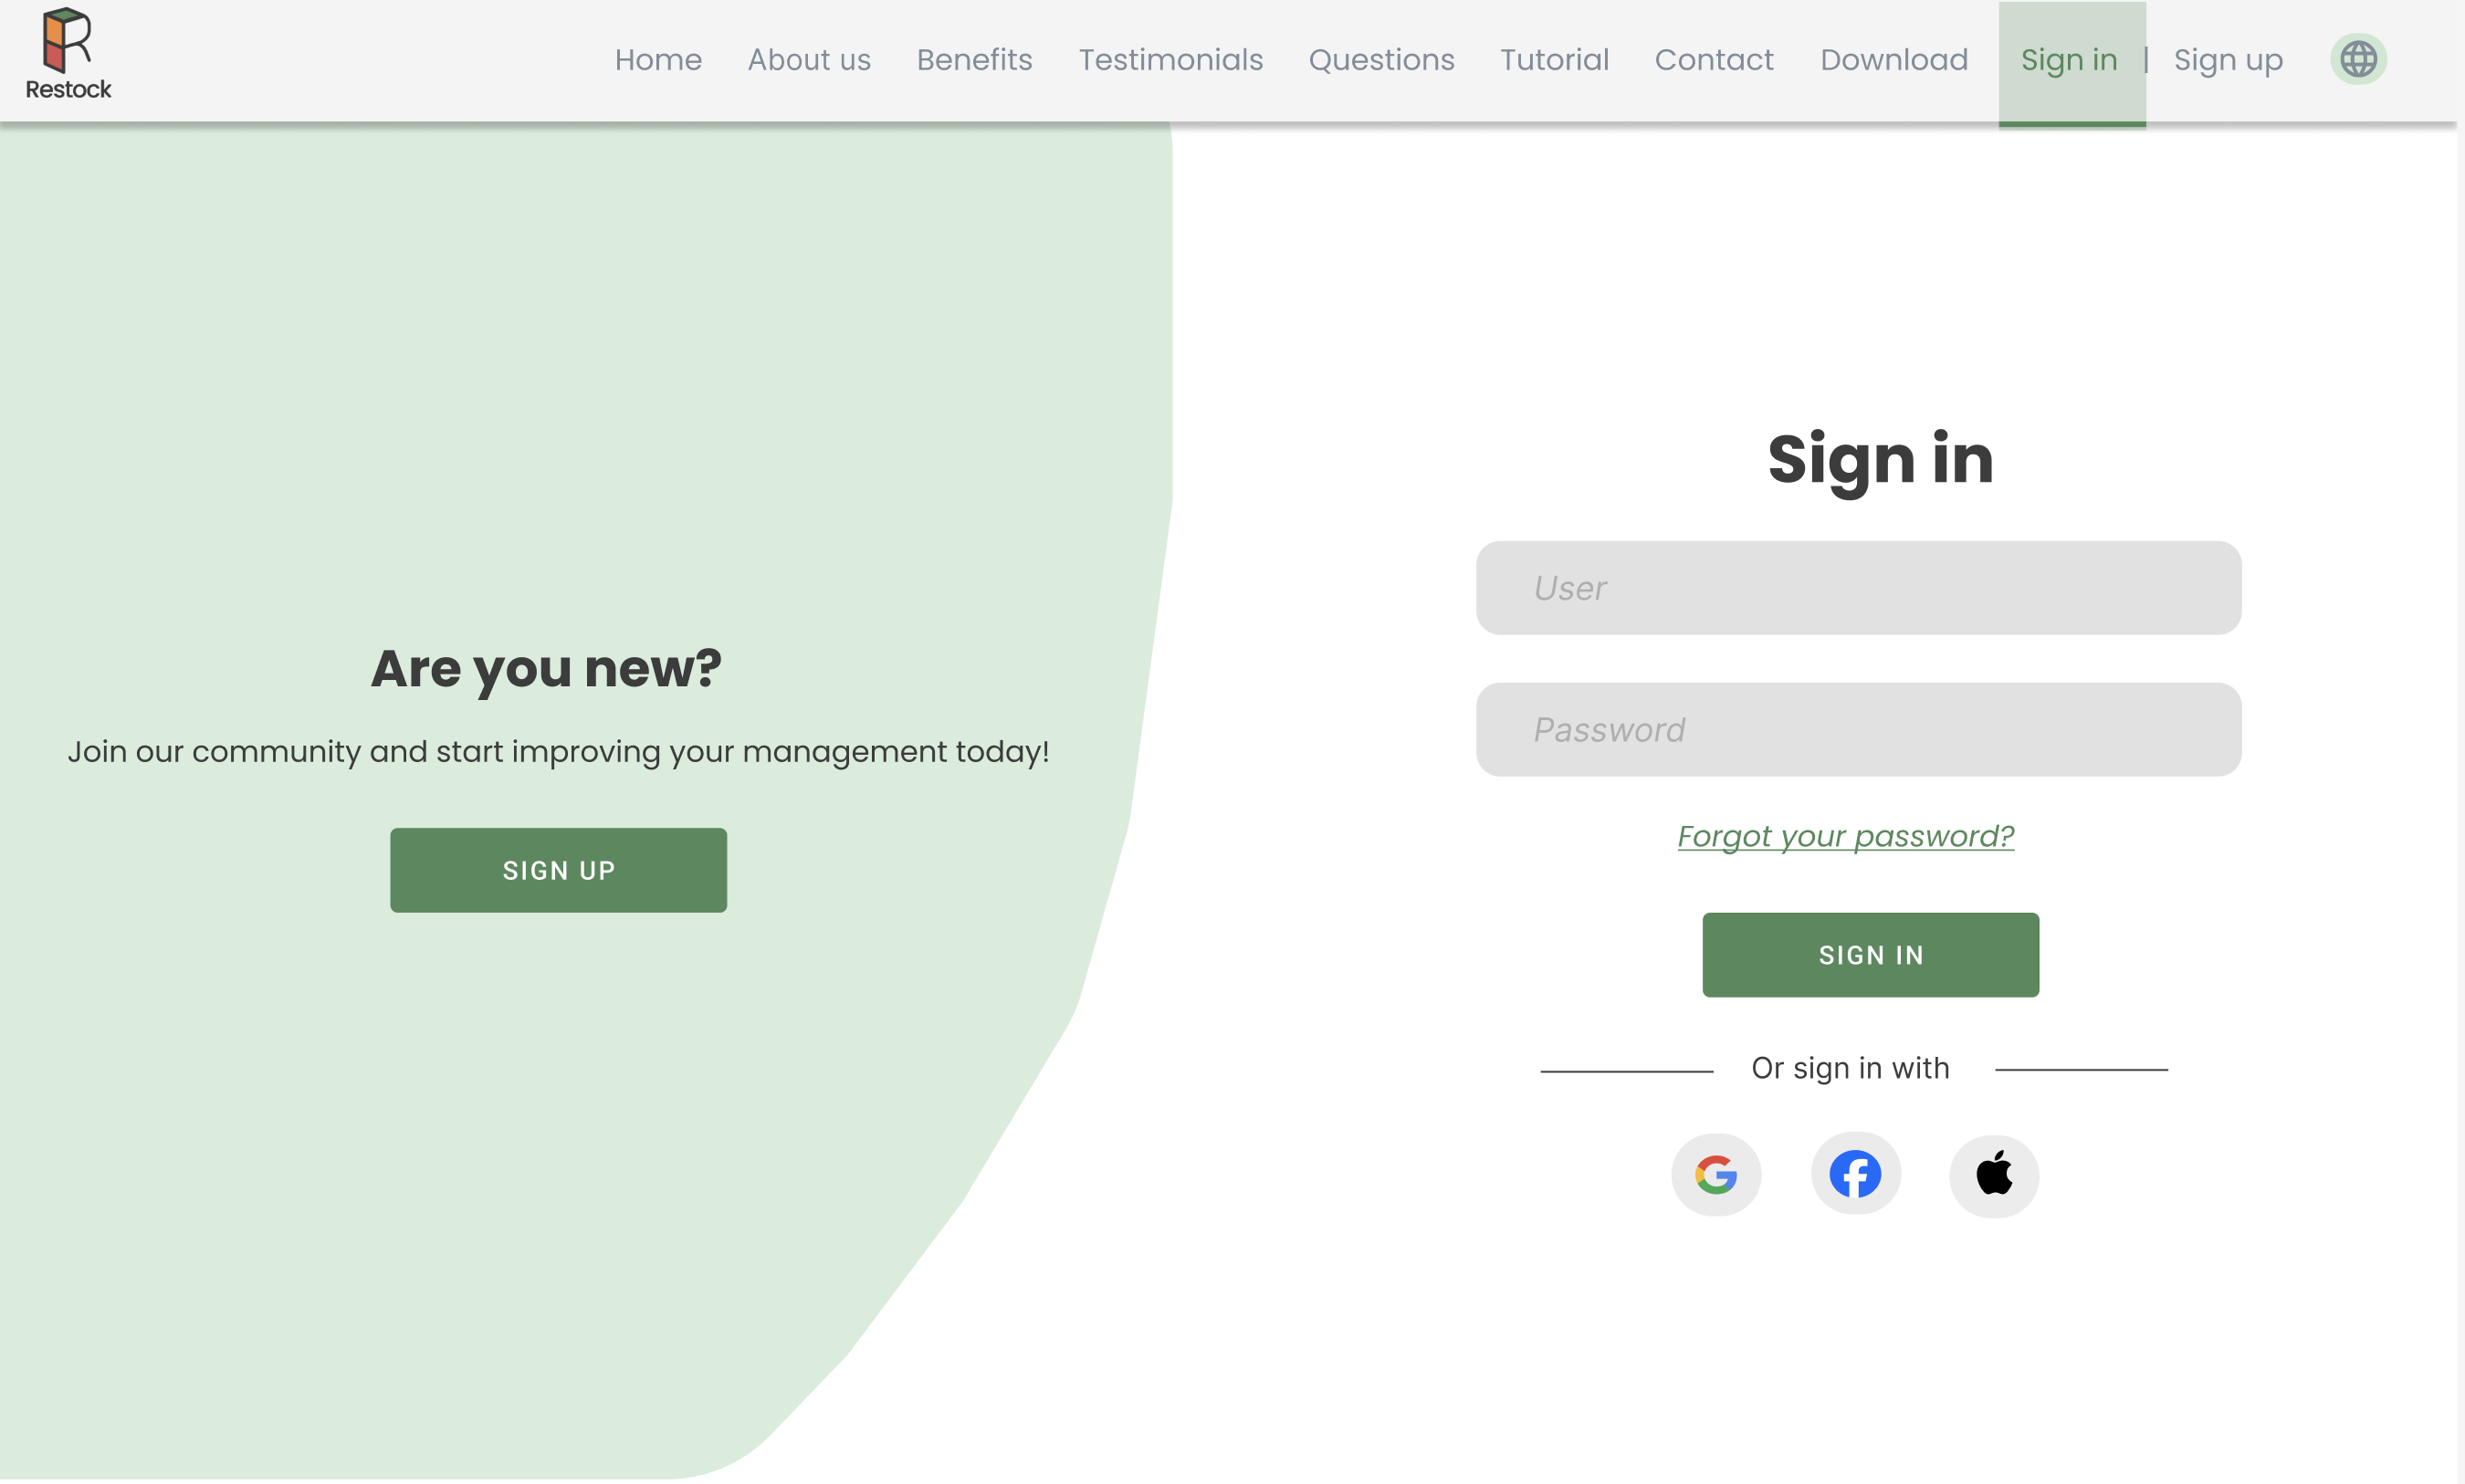 Restock
Home About us Benefits Testimonials Questions Tutorial Contact Download Sign in | Sign up
Are you new?
Join our community and start improving your management today!
SIGN UP
Sign in
User
Password
Forgot your password?
SIGN IN
Or sign in with